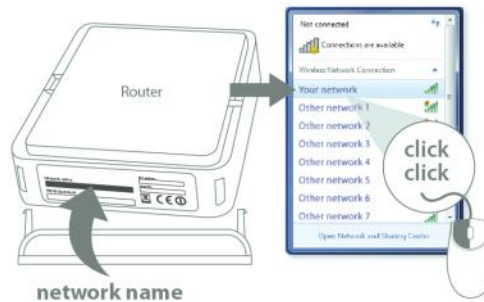 Router
network name
Not connected
Connections are available
Wireless Network Connection
Your network
Other network 1
Other network 2
Other network 3
Other network 4
Other network 5
Other network 6
Other network 7
Open Network and Sharing Center
click
click